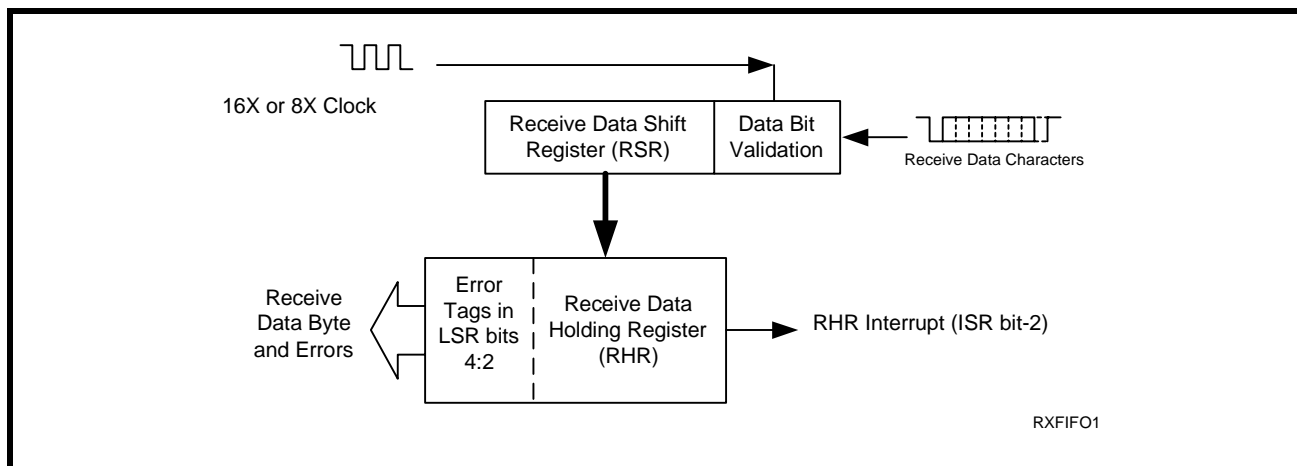 16X or 8X Clock
Receive Data Shift
Register (RSR)
Data Bit
Validation
Receive Data Characters
Receive
Data Byte
and Errors
Error
Tags in
LSR bits
4:2
Receive Data
Holding Register
(RHR)
RHR Interrupt (ISR bit-2)
RXFIFO1